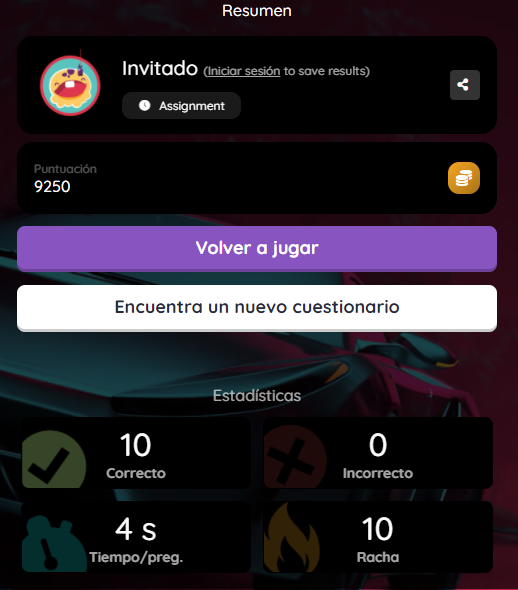 Resumen
Invitado (Iniciar sesión to save results)
Assignment
Puntuación
9250
Volver a jugar
Encuentra un nuevo cuestionario
Estadísticas
10
Correcto
0
Incorrecto
4 s
Tiempo/preg.
10
Racha